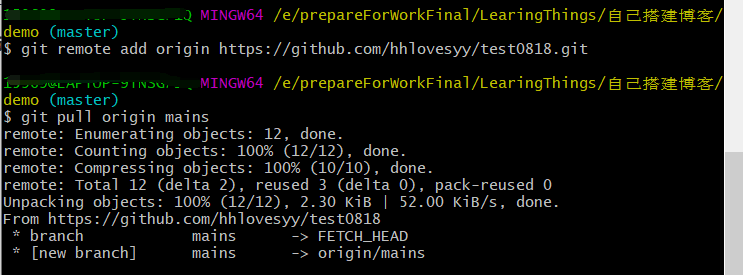 MINGW64 /e/prepareForWorkFinal/LearingThings/自己搭建博客/
demo (master)
$ git remote add origin https://github.com/hhlovesyy/test0818.git
MINGW64 /e/prepareForWorkFinal/LearingThings/自己搭建博客/
demo (master)
$ git pull origin mains
remote: Enumerating objects: 12, done.
remote: Counting objects: 100% (12/12), done.
remote: Compressing objects: 100% (10/10), done.
remote: Total 12 (delta 2), reused 3 (delta 0), pack-reused 0
Unpacking objects: 100% (12/12), 2.30 KiB | 52.00 KiB/s, done.
From https://github.com/hhlovesyy/test0818
 * branch            mains      -> FETCH_HEAD
 * [new branch]      mains      -> origin/mains